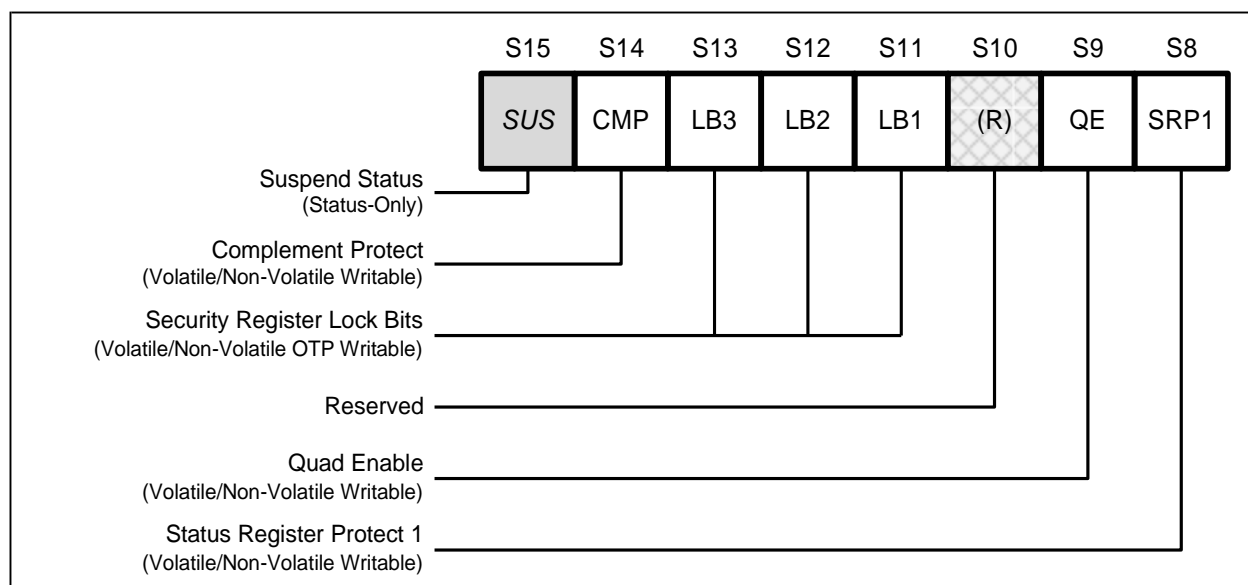 S15 S14 S13 S12 S11 S10 S9 S8
SUS CMP LB3 LB2 LB1 (R) QE SRP1
Suspend Status
(Status-Only)
Complement Protect
(Volatile/Non-Volatile Writable)
Security Register Lock Bits
(Volatile/Non-Volatile OTP Writable)
Reserved
Quad Enable
(Volatile/Non-Volatile Writable)
Status Register Protect 1
(Volatile/Non-Volatile Writable)